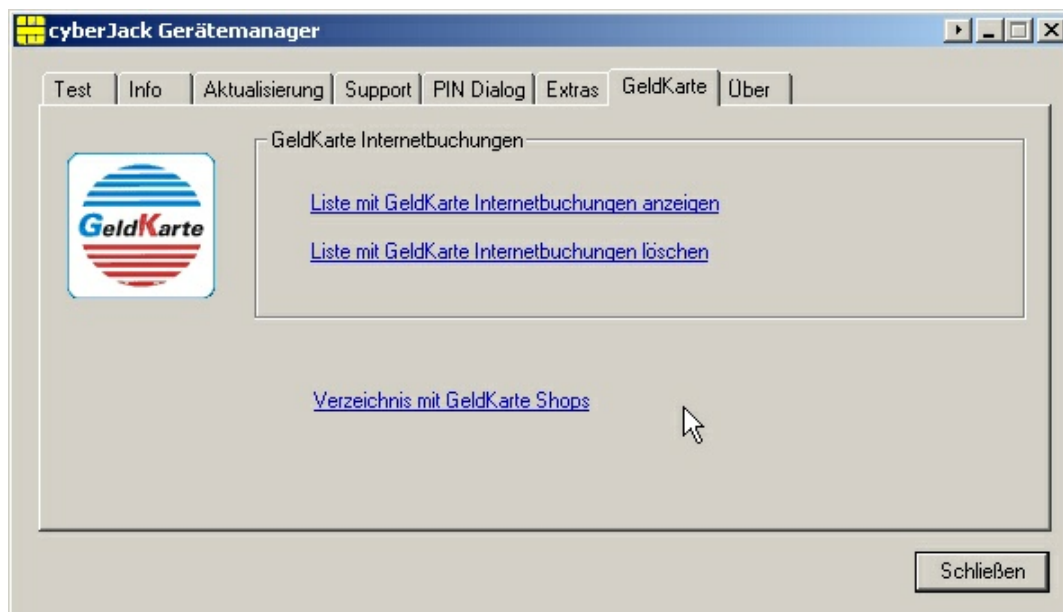 cyberJack Gerätemanager
Test Info Aktualisierung Support PIN Dialog Extras GeldKarte Über
GeldKarte Internetbuchungen
Liste mit GeldKarte Internetbuchungen anzeigen
GeldKarte
Liste mit GeldKarte Internetbuchungen löschen
Verzeichnis mit GeldKarte Shops
Schließen